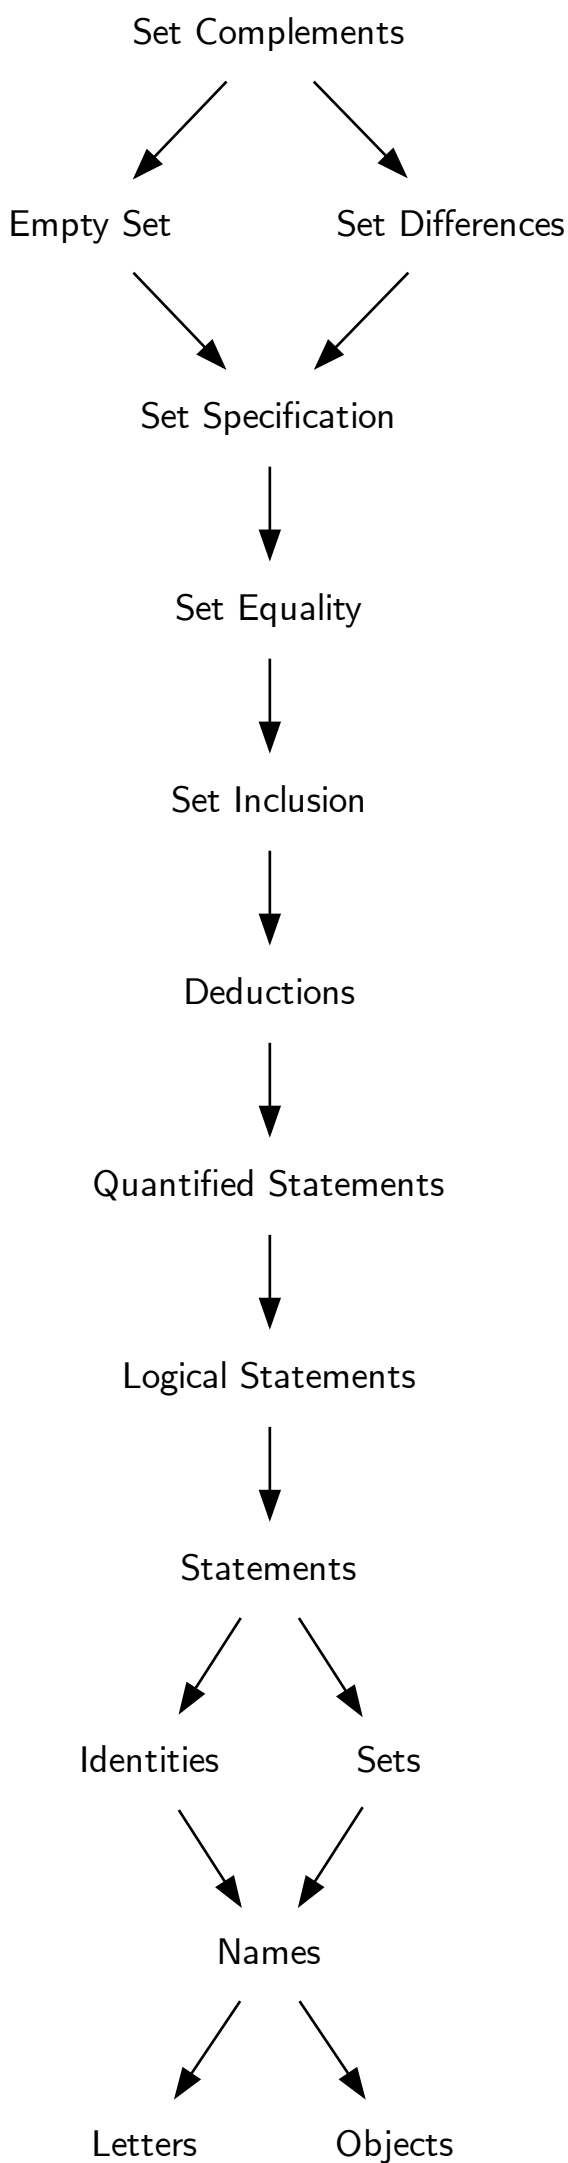 Set Complements
Empty Set
Set Differences
Set Specification
Set Equality
Set Inclusion
Deductions
Quantified Statements
Logical Statements
Statements
Identities
Sets
Names
Letters
Objects